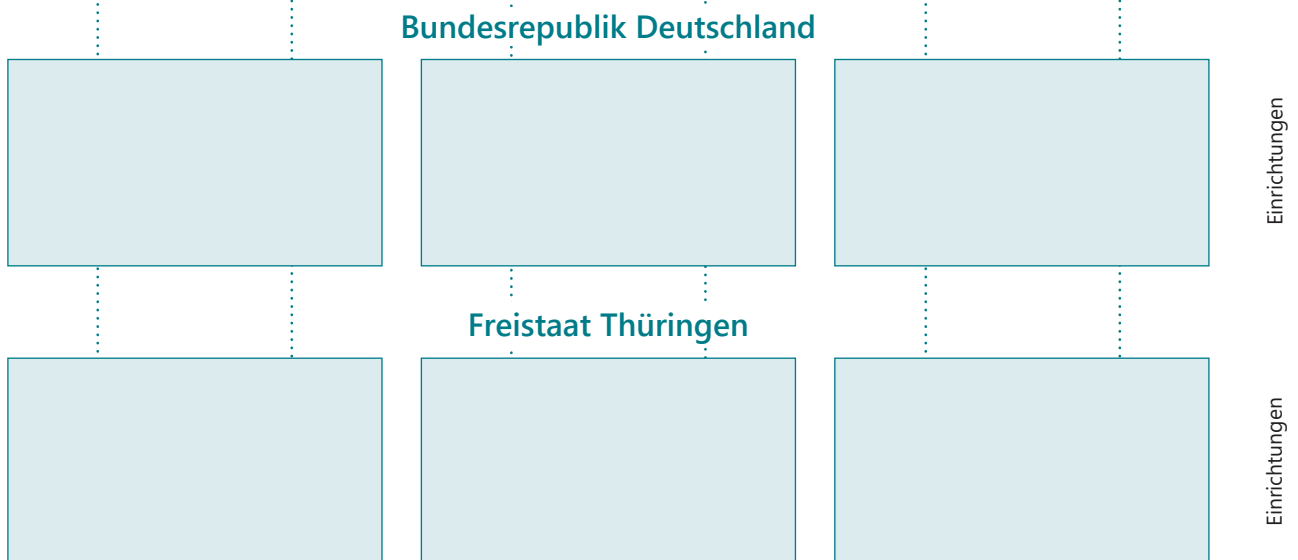 Bundesrepublik Deutschland
Einrichtungen
Freistaat Thüringen
Einrichtungen